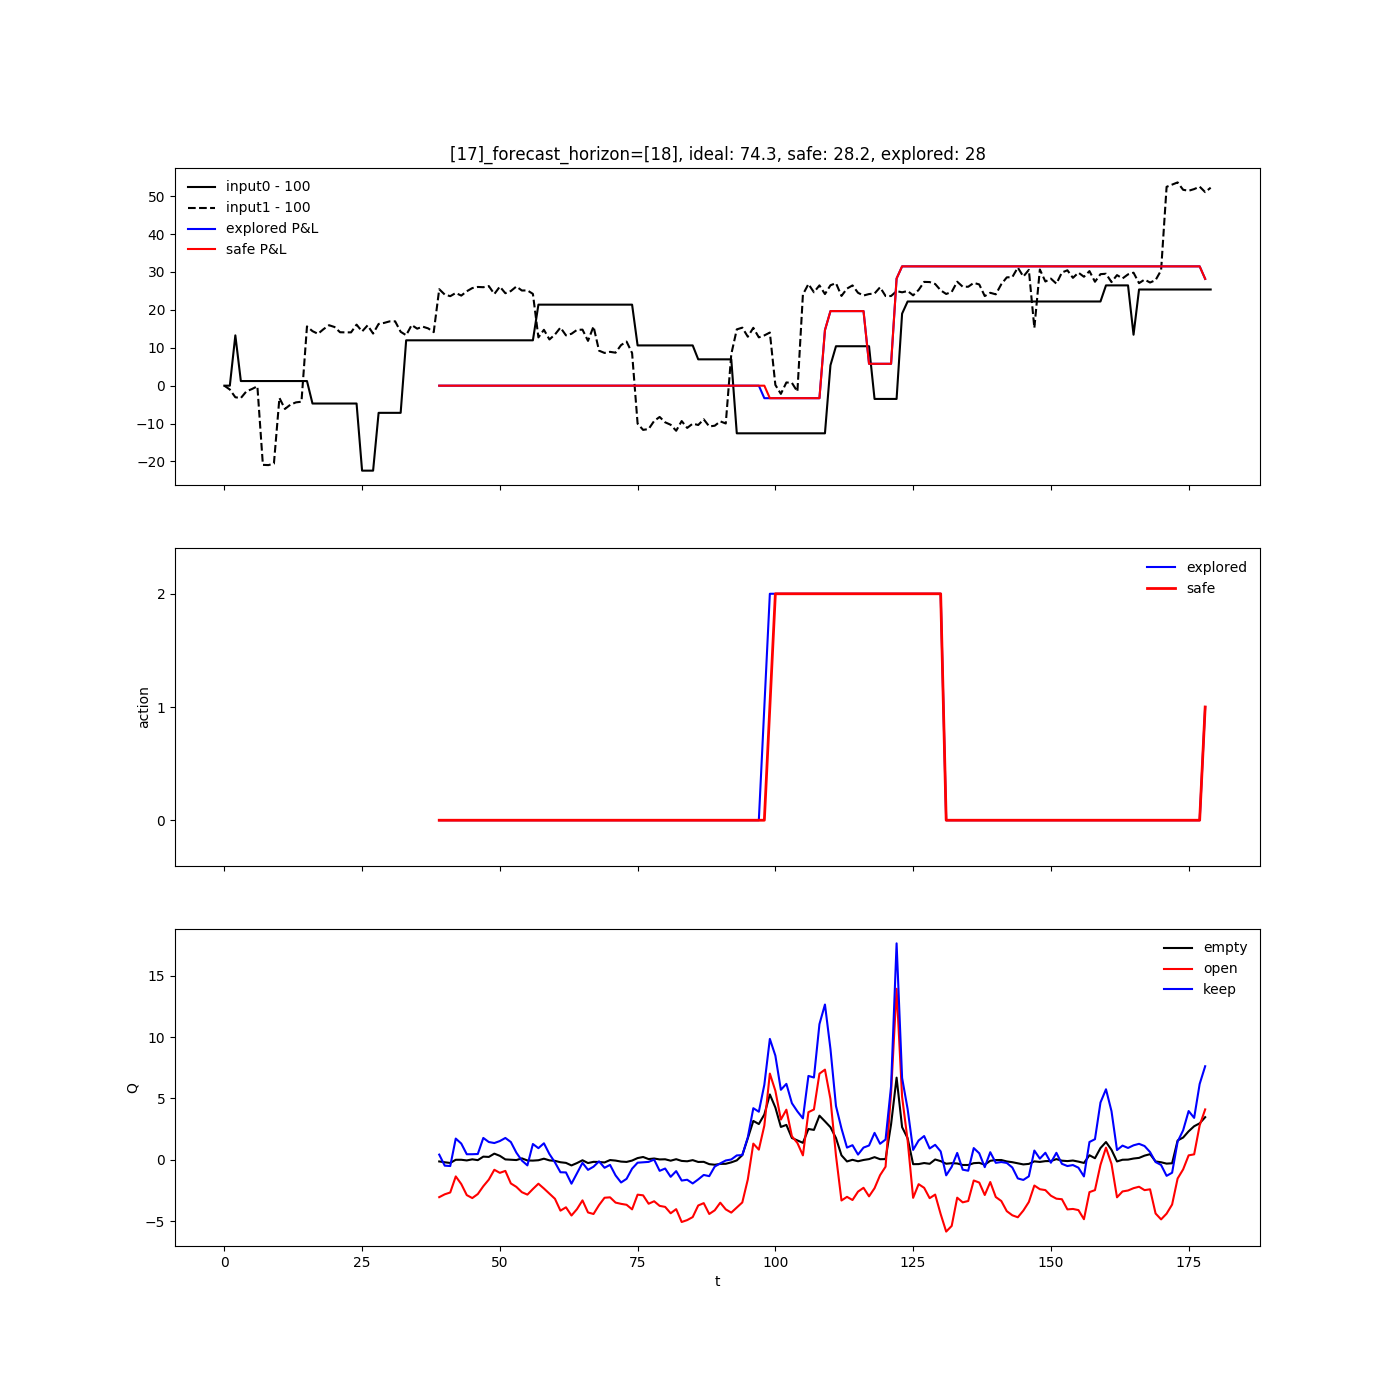 [17]_forecast_horizon=[18], ideal: 74.3, safe: 28.2, explored: 28
input0 - 100
input1 - 100
explored P&L
safe P&L
50
40
30
20
10
0
−10
−20
explored
safe
2
1
0
action
empty
open
keep
15
10
5
0
−5
Q
0 25 50 75 100 125 150 175
t